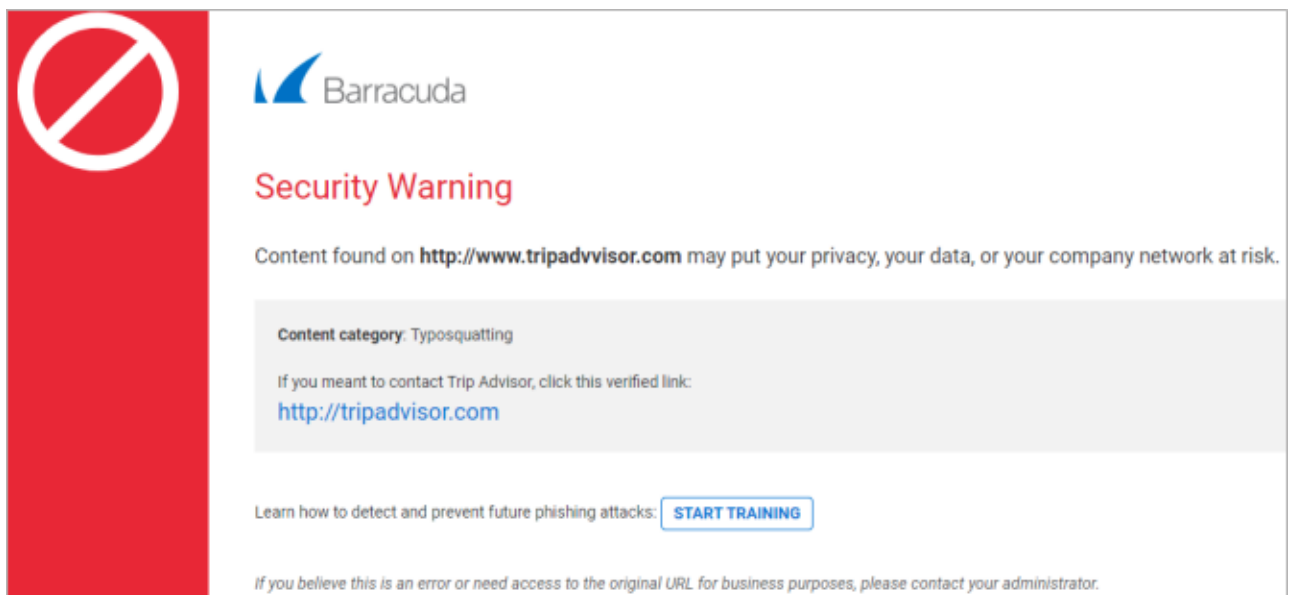 Barracuda
Security Warning
Content found on http://www.tripadvvisor.com may put your privacy, your data, or your company network at risk.
Content category: Typosquatting
If you meant to contact Trip Advisor, click this verified link:
http://tripadvisor.com
Learn how to detect and prevent future phishing attacks: START TRAINING
If you believe this is an error or need access to the original URL for business purposes, please contact your administrator.